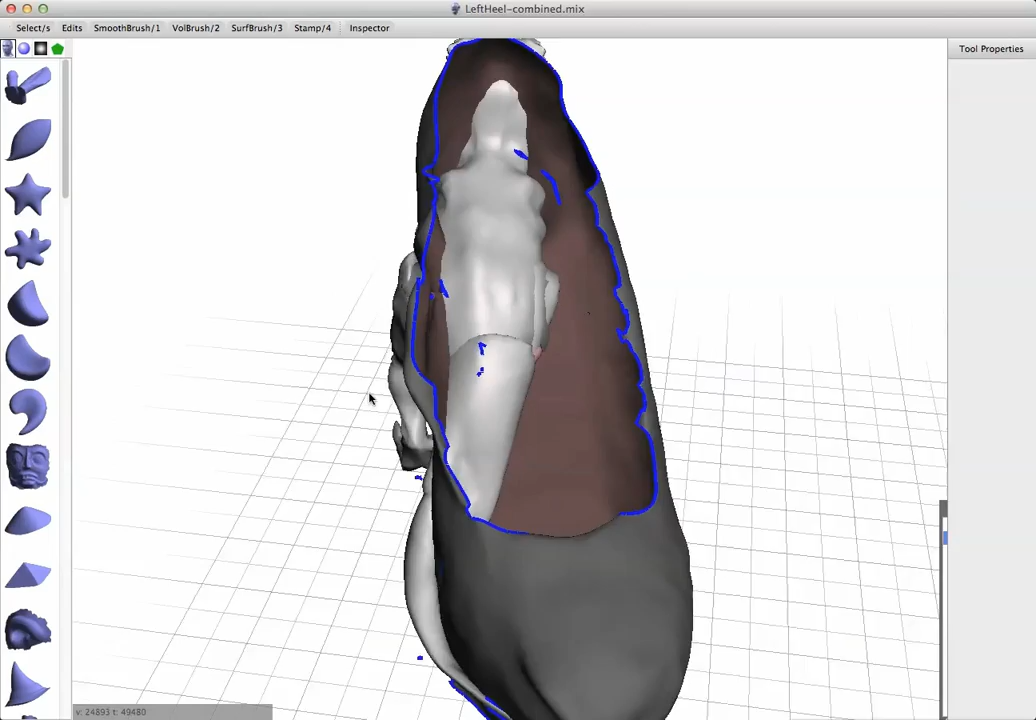 LeftHeel-combined.mix
Select/s Edits SmoothBrush/1 VolBrush/2 SurfBrush/3 Stamp/4 Inspector
Tool Properties
v: 24893 t: 49480